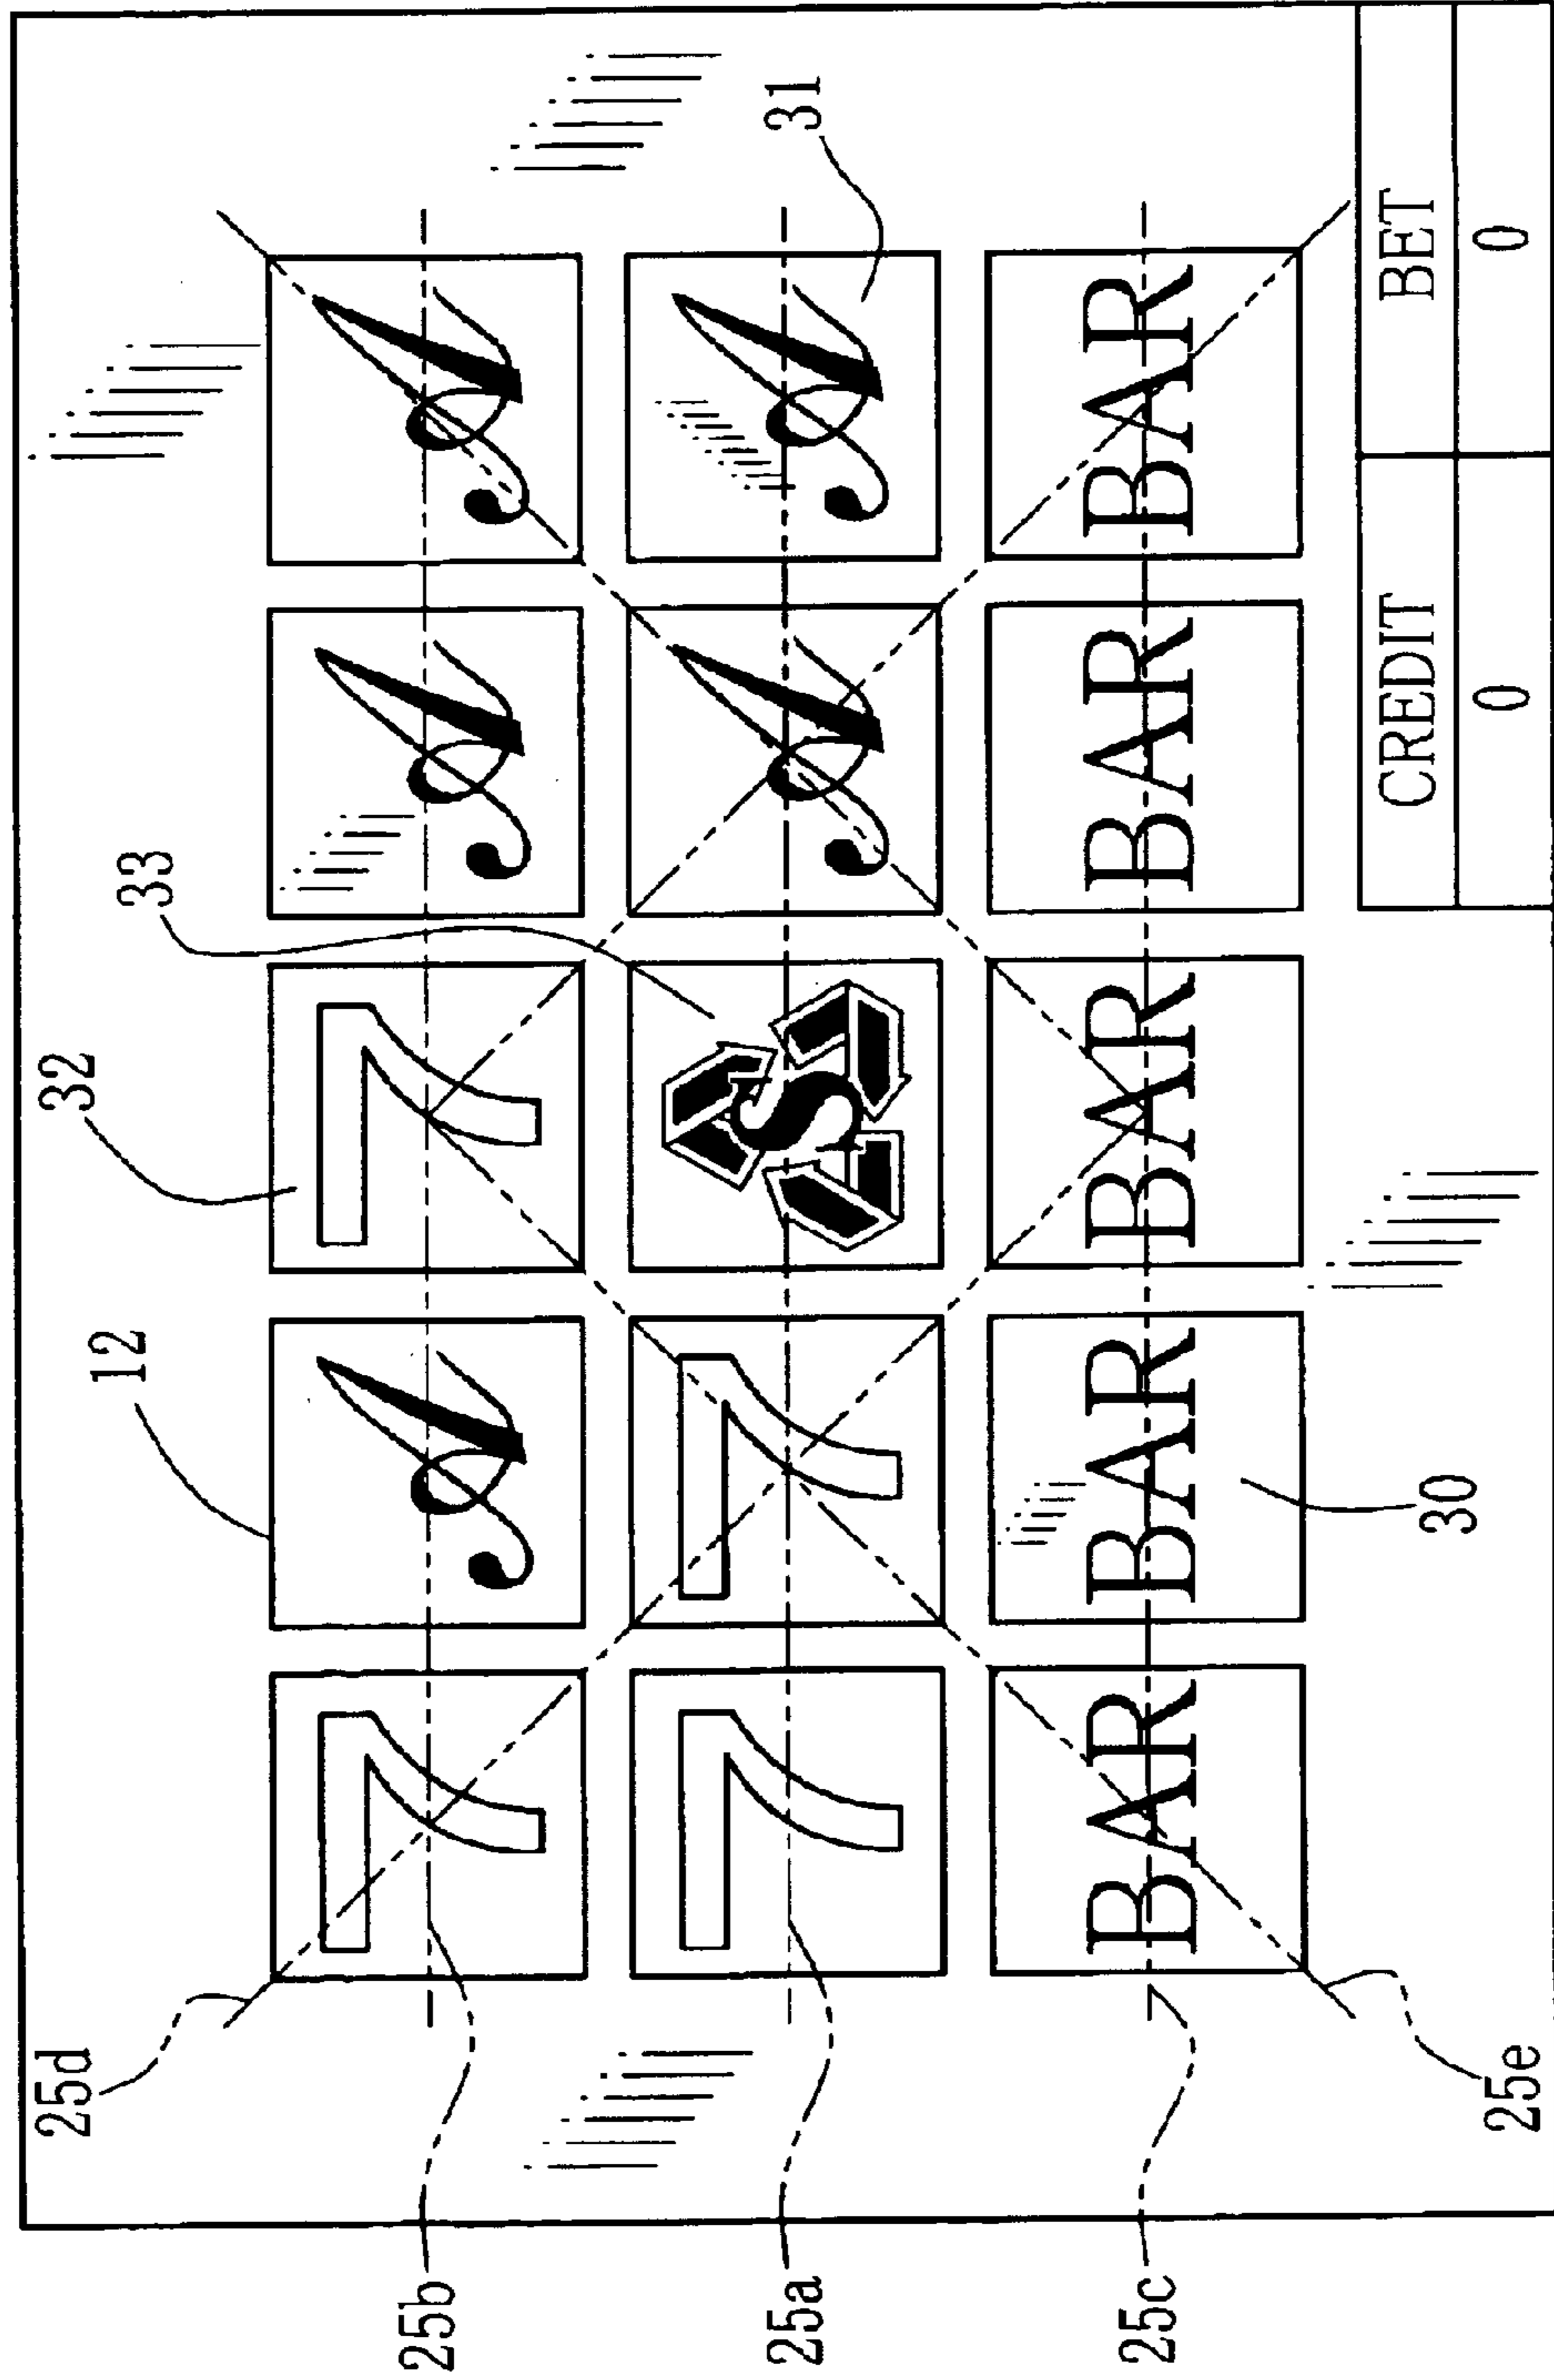 25d 32
12 33
25b 7 A 7 A A
25a 7 7 S A A 31
25c BAR BAR BAR BAR BAR
30 CREDIT BET
25e 0 0